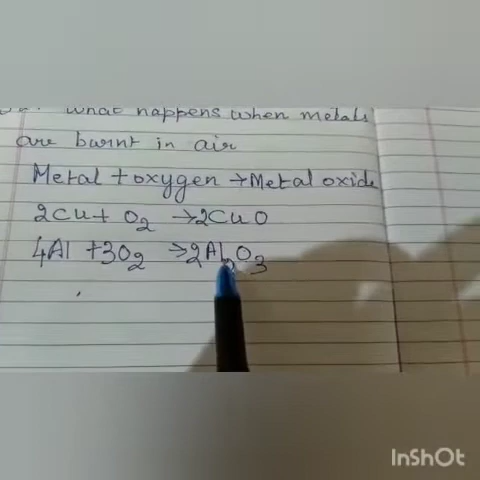 What happens when metals
are burnt in air
Metal + oxygen → Metal oxide
2Cu + O₂ → 2CuO
4Al + 3O₂ → 2Al₂O₃
InShOt